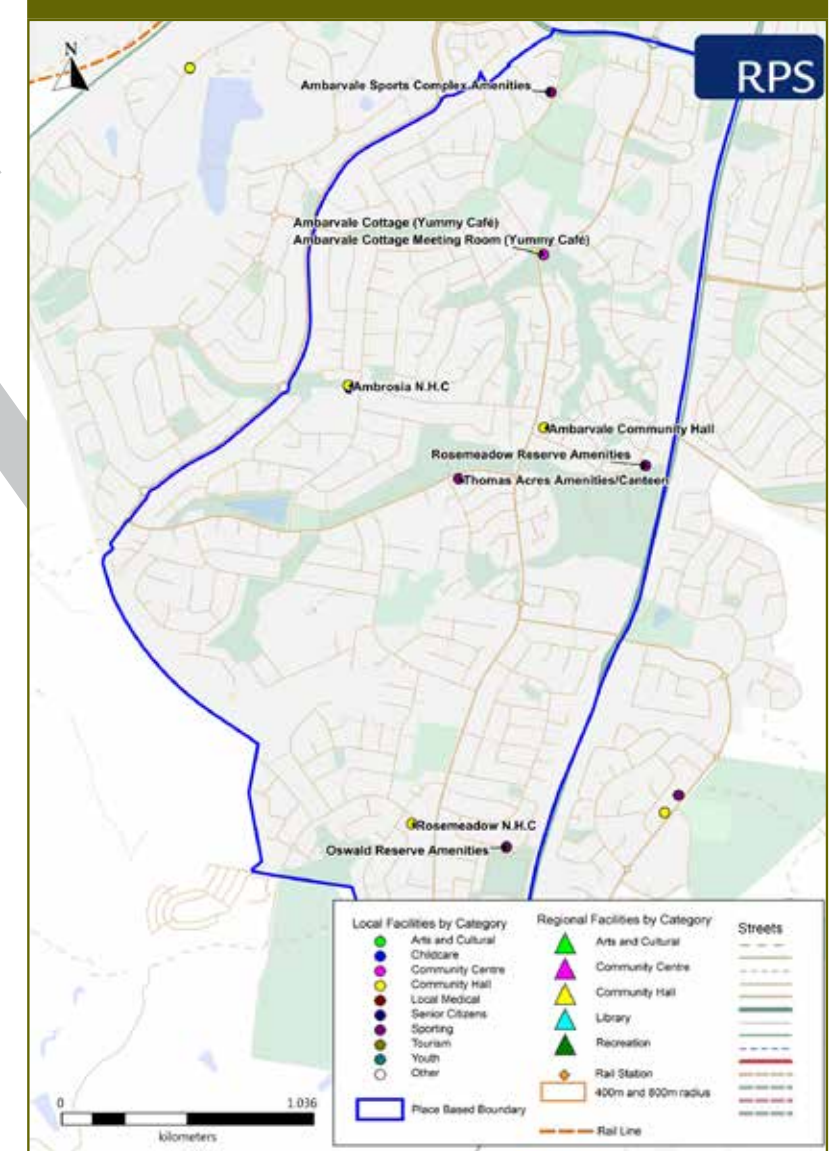 N
RPS
Ambarvale Sports Complex Amenities
Ambarvale Cottage (Yummy Café)
Ambarvale Cottage Meeting Room (Yummy Café)
Ambrosia N.H.C
Ambarvale Community Hall
Rosemeadow Reserve Amenities
Thomas Acres Amenities/Canteen
Rosemeadow N.H.C
Oswald Reserve Amenities
Local Facilities by Category
Arts and Cultural
Childcare
Community Centre
Community Hall
Local Medical
Senior Citizens
Sporting
Tourism
Youth
Other
Place Based Boundary
Regional Facilities by Category
Arts and Cultural
Community Centre
Community Hall
Library
Recreation
Rail Station
400m and 800m radius
Rail Line
Streets
0 1.036
kilometers